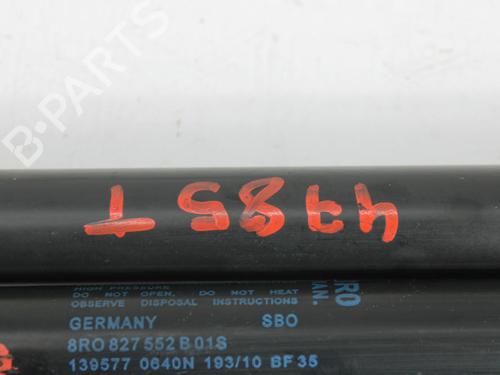 B-PARTS
4385T
HIGH PRESSURE
DO NOT OPEN. DO NOT HEAT
OBSERVE DISPOSAL INSTRUCTIONS
GERMANY SBO
8R0 827 552 B 01S
139577 0640N 193/10 BF 35